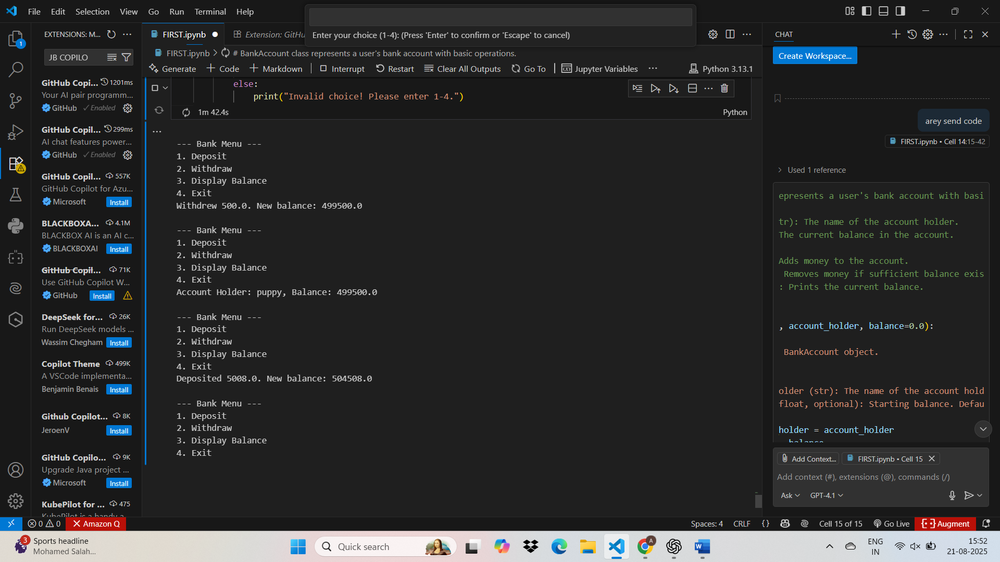 File Edit Selection View Go Run Terminal Help
Enter your choice (1-4): (Press 'Enter' to confirm or 'Escape' to cancel)
EXTENSIONS: M...
JB COPILO
GitHub Copi... 1201ms
Your AI pair programm...
GitHub ✓ Enabled
GitHub Copil... 299ms
AI chat features power...
GitHub ✓ Enabled
GitHub Copil... 557K
GitHub Copilot for Azu...
Microsoft Install
BLACKBOXA... 4.1M
BLACKBOX AI is an AI c...
BLACKBOXAI Install
GitHub Copil... 71K
Use GitHub Copilot W...
GitHub Install
DeepSeek for... 26K
Run DeepSeek models ...
Wassim Chegham Install
Copilot Theme 499K
A VSCode implementa...
Benjamin Benais Install
Github Copilot... 8K
JeroenV Install
GitHub Copilo... 9K
Upgrade Java project ...
Microsoft Install
KubePilot for ... 475
KubePilot is a handy a
1
FIRST.ipynb Extension: GitHu
FIRST.ipynb > # BankAccount class represents a user's bank account with basic operations.
Generate + Code + Markdown Interrupt Restart Clear All Outputs Go To Jupyter Variables ... Python 3.13.1
else:
print("Invalid choice! Please enter 1-4.")
1m 42.4s Python
...
--- Bank Menu ---
1. Deposit
2. Withdraw
3. Display Balance
4. Exit
Withdrew 500.0. New balance: 499500.0
--- Bank Menu ---
1. Deposit
2. Withdraw
3. Display Balance
4. Exit
Account Holder: puppy, Balance: 499500.0
--- Bank Menu ---
1. Deposit
2. Withdraw
3. Display Balance
4. Exit
Deposited 5008.0. New balance: 504508.0
--- Bank Menu ---
1. Deposit
2. Withdraw
3. Display Balance
4. Exit
CHAT
Create Workspace...
arey send code
FIRST.ipynb • Cell 14:15-42
Used 1 reference
epresents a user's bank account with basi
tr): The name of the account holder.
The current balance in the account.
Adds money to the account.
Removes money if sufficient balance exis
: Prints the current balance.
, account_holder, balance=0.0):
BankAccount object.
older (str): The name of the account hold
float, optional): Starting balance. Defau
holder = account_holder
balance
Add Context... FIRST.ipynb • Cell 15
Add context (#), extensions (@), commands (/)
Ask GPT-4.1
0 0 Amazon Q Spaces: 4 CRLF {} Cell 15 of 15 Go Live Augment
3 Sports headline
Mohamed Salah...
Quick search
A
W
ENG
IN
15:52
21-08-2025